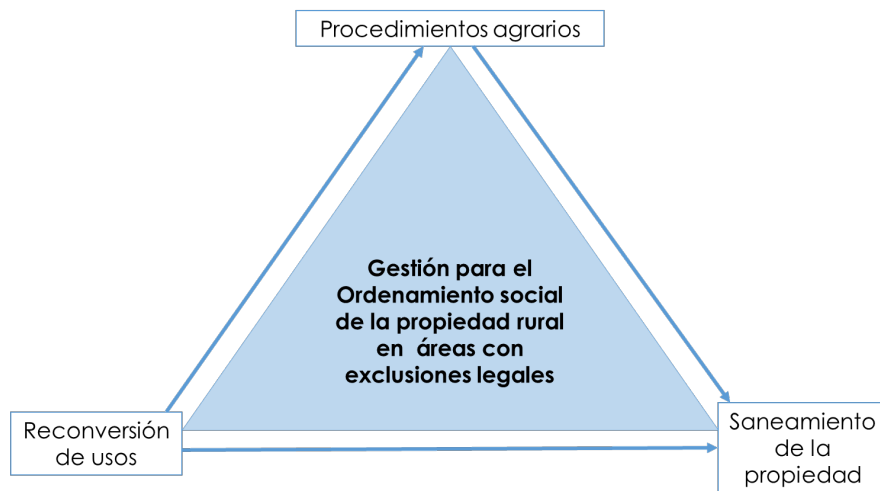 Procedimientos agrarios
Gestión para el
Ordenamiento social
de la propiedad rural
en áreas con
exclusiones legales
Reconversión
de usos
Saneamiento
de la
propiedad